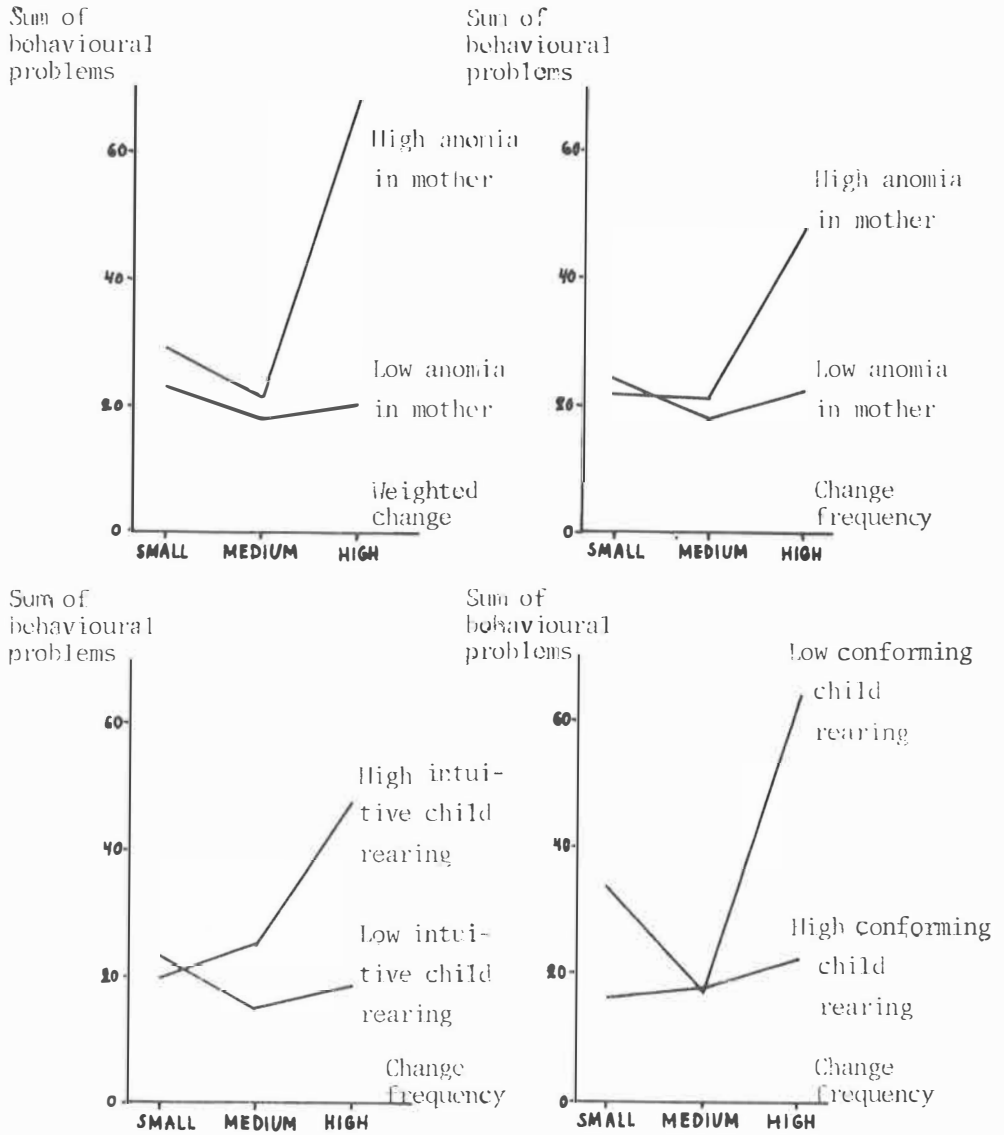 Sum of
behavioural
problems
60
40
20
0
High anomia
in mother
Low anomia
in mother
Weighted
change
SMALL MEDIUM HIGH
Sum of
behavioural
problems
60
40
20
0
High anomia
in mother
Low anomia
in mother
Change
frequency
SMALL MEDIUM HIGH
Sum of
behavioural
problems
60
40
20
0
High intui-
tive child
rearing
Low intui-
tive child
rearing
Change
frequency
SMALL MEDIUM HIGH
Sum of
behavioural
problems
60
40
20
0
Low conforming
child
rearing
High conforming
child
rearing
Change
frequency
SMALL MEDIUM HIGH